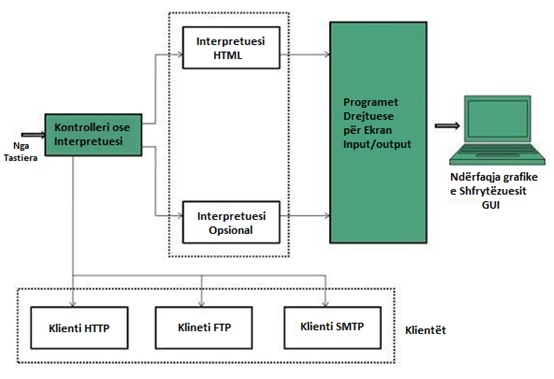 Nga
Tastiera
Kontrolleri ose
Interpretuesi
Interpretuesi
HTML
Interpretuesi
Opsional
Programet
Drejtuese
për Ekran
Input/output
Ndërfaqja grafike
e Shfrytëzuesit
GUI
Klienti HTTP
Klineti FTP
Klienti SMTP
Klientët